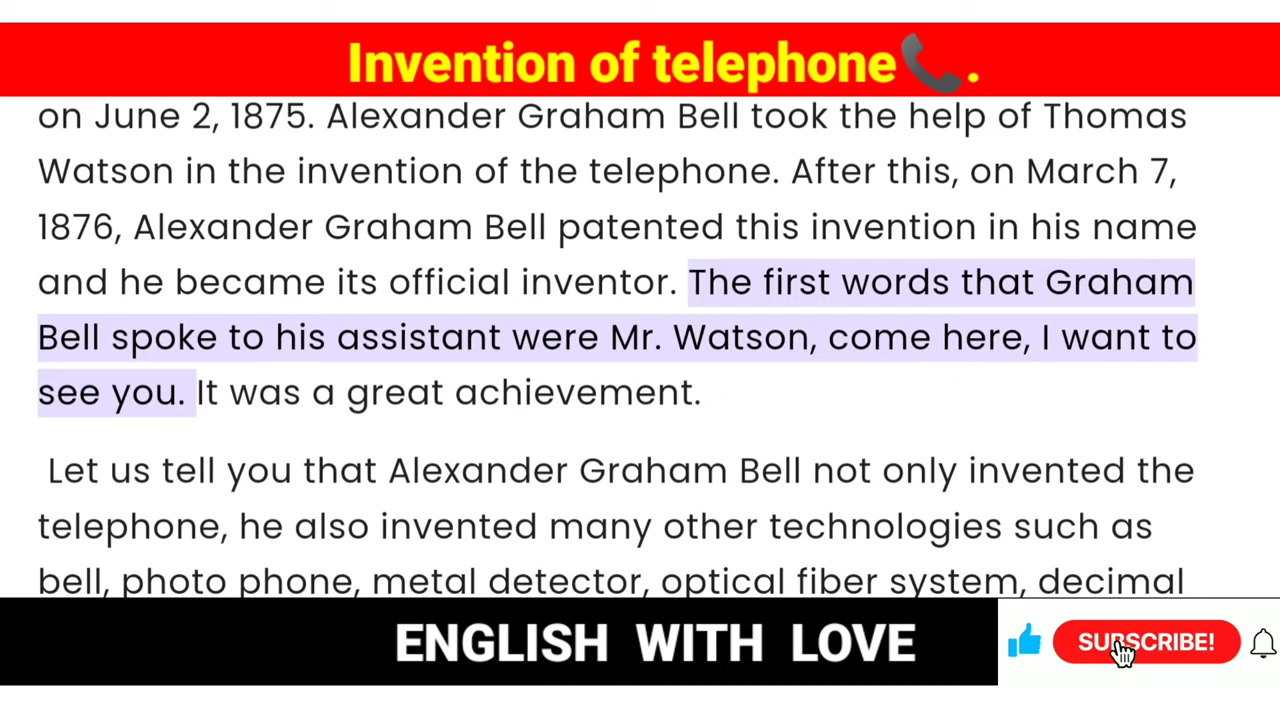 Invention of telephone📞.
on June 2, 1875. Alexander Graham Bell took the help of Thomas
Watson in the invention of the telephone. After this, on March 7,
1876, Alexander Graham Bell patented this invention in his name
and he became its official inventor. The first words that Graham
Bell spoke to his assistant were Mr. Watson, come here, I want to
see you. It was a great achievement.
Let us tell you that Alexander Graham Bell not only invented the
telephone, he also invented many other technologies such as
bell, photo phone, metal detector, optical fiber system, decimal
ENGLISH WITH LOVE
SUBSCRIBE!